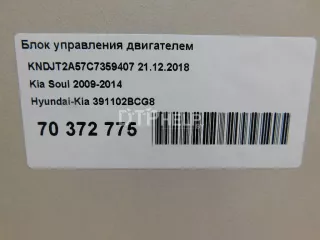 Блок управления двигателем
KNDJT2A57C7359407 21.12.2018
Kia Soul 2009-2014
Hyundai-Kia 391102BCG8
70 372 775